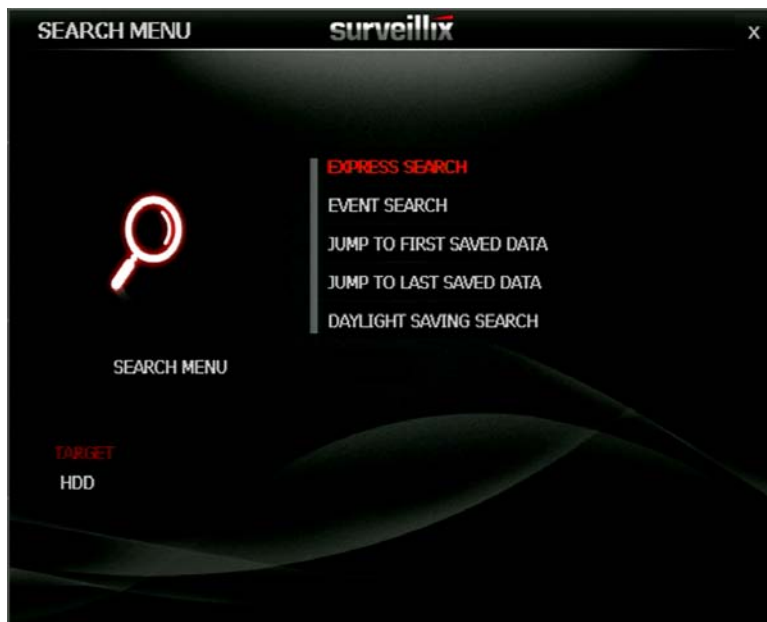 SEARCH MENU
surveillix
X
EXPRESS SEARCH
EVENT SEARCH
JUMP TO FIRST SAVED DATA
JUMP TO LAST SAVED DATA
DAYLIGHT SAVING SEARCH
SEARCH MENU
TARGET
HDD